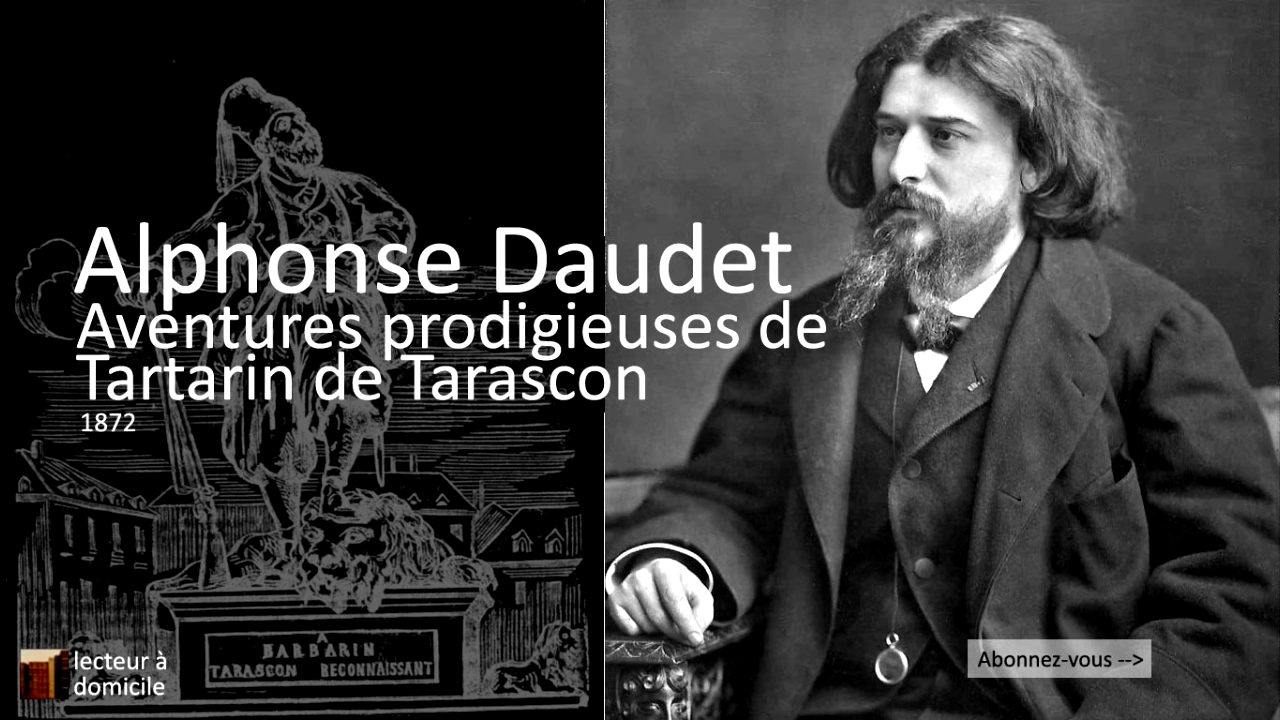 Alphonse Daudet
Aventures prodigieuses de
Tartarin de Tarascon
1872
A
BARBARIN
TARASCON RECONNAISSANT
lecteur à
domicile
Abonnez-vous -->